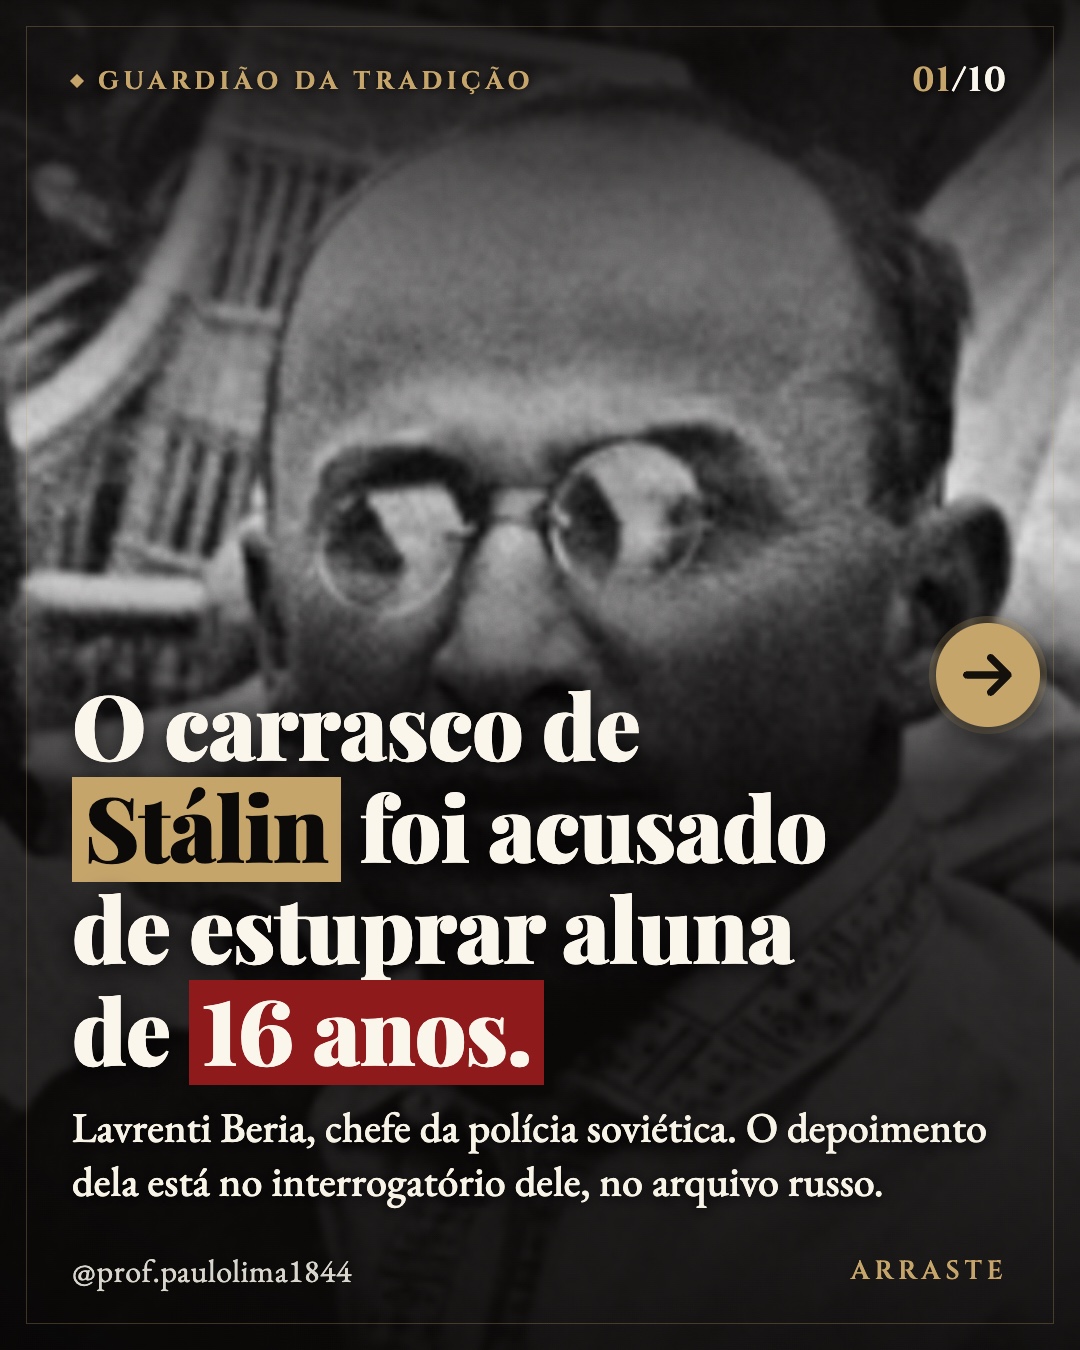 GUARDIÃO DA TRADIÇÃO
01/10
O carrasco de
Stálin foi acusado
de estuprar aluna
de 16 anos.
Lavrenti Beria, chefe da polícia soviética. O depoimento
dela está no interrogatório dele, no arquivo russo.
@prof.paulolima1844
ARRASTE